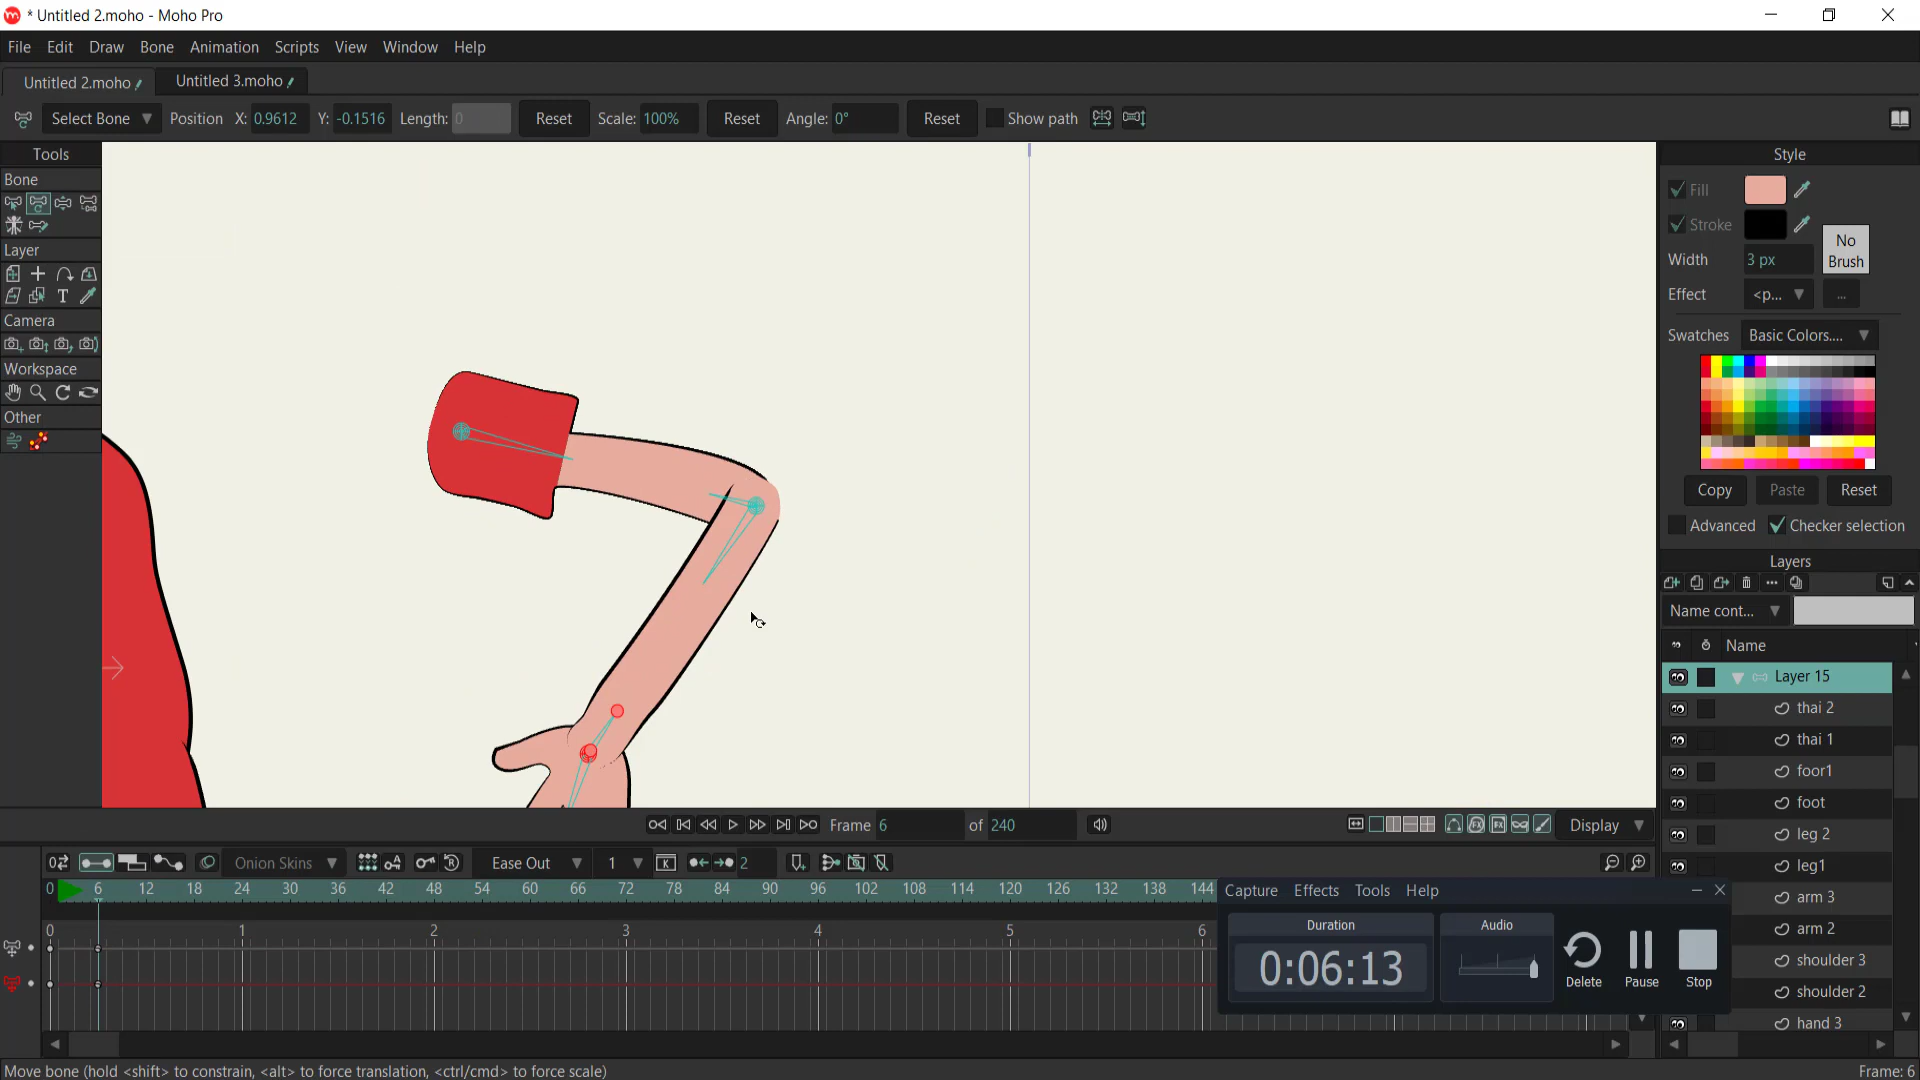 * Untitled 2.moho - Moho Pro
File Edit Draw Bone Animation Scripts View Window Help
Untitled 2.moho Untitled 3.moho
Select Bone Position X: 0.9612 Y: -0.1516 Length: 0 Reset Scale: 100% Reset Angle: 0° Reset Show path
Tools
Bone
Layer
Camera
Workspace
Other
Style
Fill
Stroke
No
Brush
Width 3 px
Effect <p... ...
Swatches Basic Colors....
Copy Paste Reset
Advanced Checker selection
Layers
Name cont...
Name
Layer 15
thai 2
thai 1
foor1
foot
leg 2
leg1
arm 3
arm 2
shoulder 3
shoulder 2
hand 3
Frame 6 of 240 Display
Onion Skins Ease Out 1 2
0 6 12 18 24 30 36 42 48 54 60 66 72 78 84 90 96 102 108 114 120 126 132 138 144
0 1 2 3 4 5 6
Capture Effects Tools Help
Duration Audio
0:06:13
Delete Pause Stop
Move bone (hold <shift> to constrain, <alt> to force translation, <ctrl/cmd> to force scale) Frame: 6